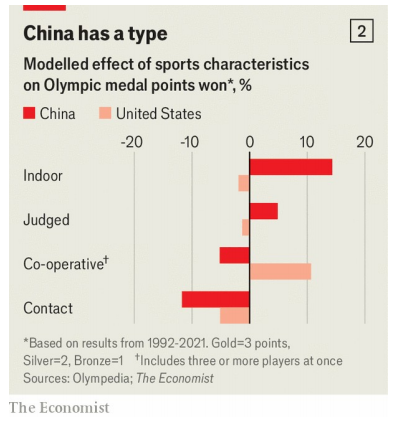 China has a type
2
Modelled effect of sports characteristics
on Olympic medal points won*, %
China
United States
-20 -10 0 10 20
Indoor
Judged
Co-operative†
Contact
*Based on results from 1992-2021. Gold=3 points,
Silver=2, Bronze=1 †Includes three or more players at once
Sources: Olympedia; The Economist
The Economist